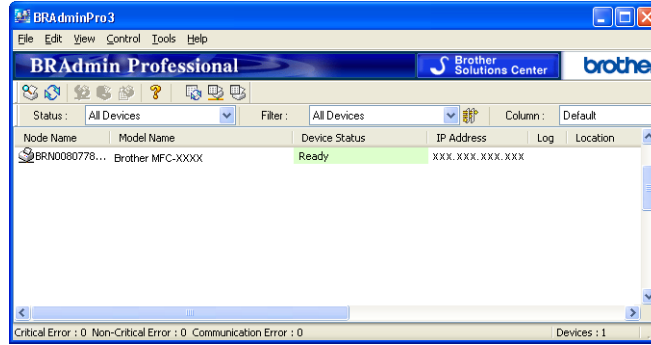 BRAdminPro3
File Edit View Control Tools Help
BRAdmin Professional Brother Solutions Center brothe
Status : All Devices Filter : All Devices Column : Default
Node Name Model Name Device Status IP Address Log Location
BRN0080778... Brother MFC-XXXX Ready XXX.XXX.XXX.XXX
Critical Error : 0 Non-Critical Error : 0 Communication Error : 0 Devices : 1